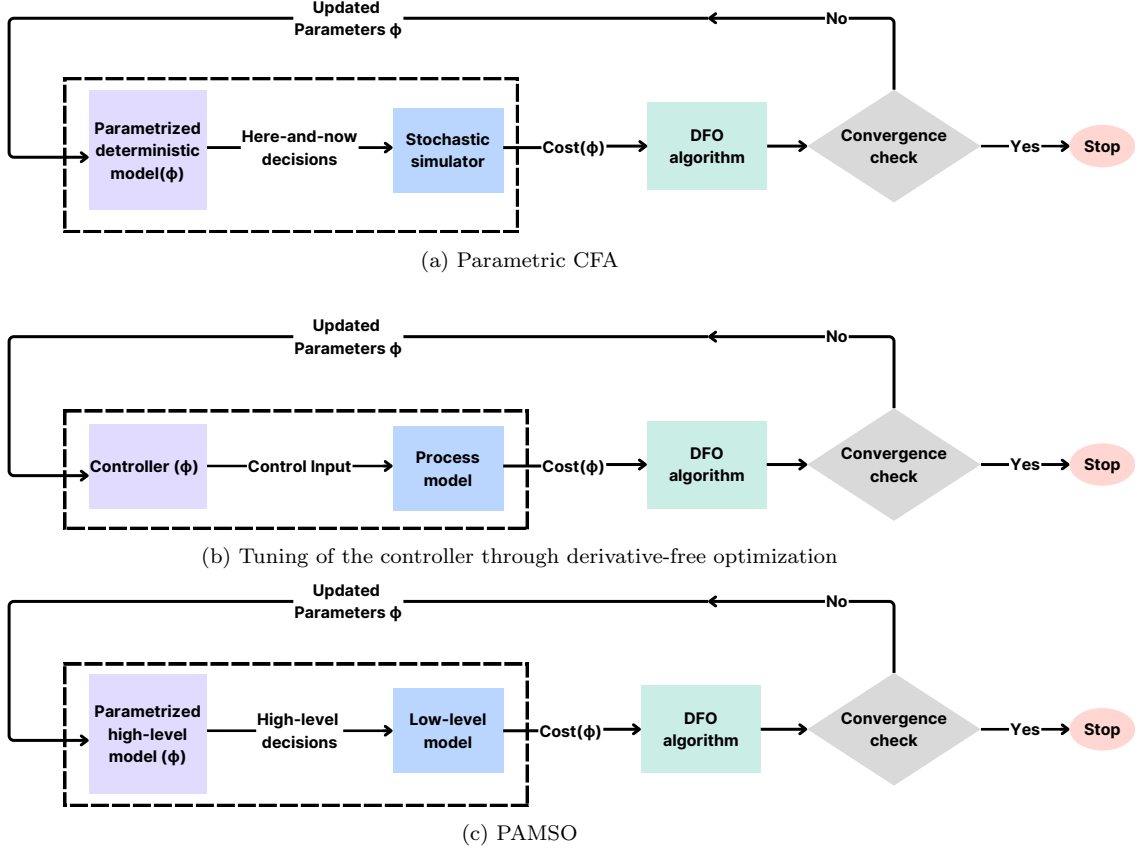 Updated
Parameters ϕ
No
Parametrized
deterministic
model(ϕ)
Here-and-now
decisions
Stochastic
simulator
Cost(ϕ)
DFO
algorithm
Convergence
check
Yes
Stop
(a) Parametric CFA
Updated
Parameters ϕ
No
Controller (ϕ)
Control Input
Process
model
Cost(ϕ)
DFO
algorithm
Convergence
check
Yes
Stop
(b) Tuning of the controller through derivative-free optimization
Updated
Parameters ϕ
No
Parametrized
high-level
model (ϕ)
High-level
decisions
Low-level
model
Cost(ϕ)
DFO
algorithm
Convergence
check
Yes
Stop
(c) PAMSO